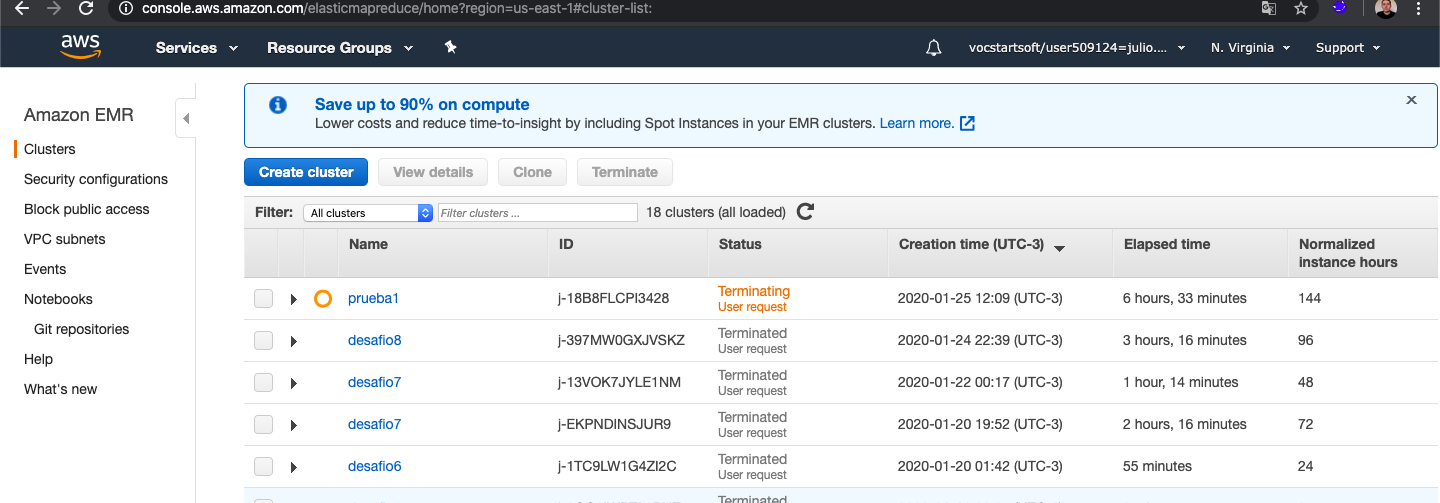 console.aws.amazon.com/elasticmapreduce/home?region=us-east-1#cluster-list:
aws Services Resource Groups vocstartsoft/user509124=julio.... N. Virginia Support
Amazon EMR
Clusters
Security configurations
Block public access
VPC subnets
Events
Notebooks
Git repositories
Help
What's new
Save up to 90% on compute
Lower costs and reduce time-to-insight by including Spot Instances in your EMR clusters. Learn more.
Create cluster View details Clone Terminate
Filter: All clusters Filter clusters ... 18 clusters (all loaded)
Name ID Status Creation time (UTC-3) Elapsed time Normalized instance hours
prueba1 j-18B8FLCPI3428 Terminating 2020-01-25 12:09 (UTC-3) 6 hours, 33 minutes 144
User request
desafio8 j-397MW0GXJVSKZ Terminated 2020-01-24 22:39 (UTC-3) 3 hours, 16 minutes 96
User request
desafio7 j-13VOK7JYLE1NM Terminated 2020-01-22 00:17 (UTC-3) 1 hour, 14 minutes 48
User request
desafio7 j-EKPNDINSJUR9 Terminated 2020-01-20 19:52 (UTC-3) 2 hours, 16 minutes 72
User request
desafio6 j-1TC9LW1G4ZI2C Terminated 2020-01-20 01:42 (UTC-3) 55 minutes 24
User request
Terminated